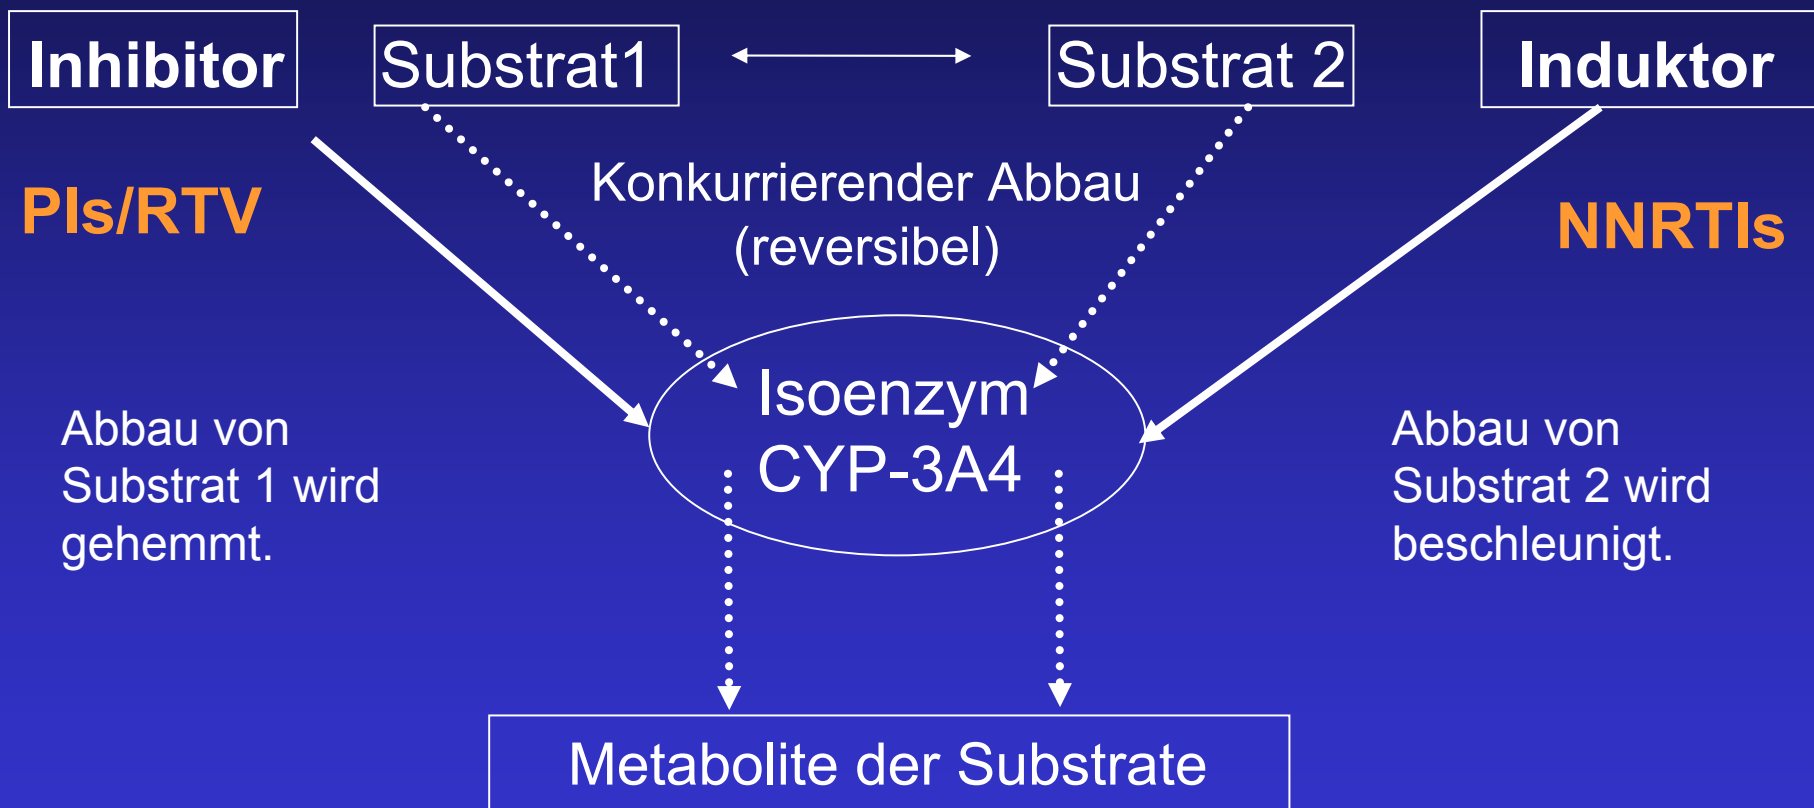 Inhibitor
Substrat1
Substrat 2
Induktor
PIs/RTV
Konkurrierender Abbau
(reversibel)
NNRTIs
Isoenzym
CYP-3A4
Abbau von
Substrat 1 wird
gehemmt.
Abbau von
Substrat 2 wird
beschleunigt.
Metabolite der Substrate